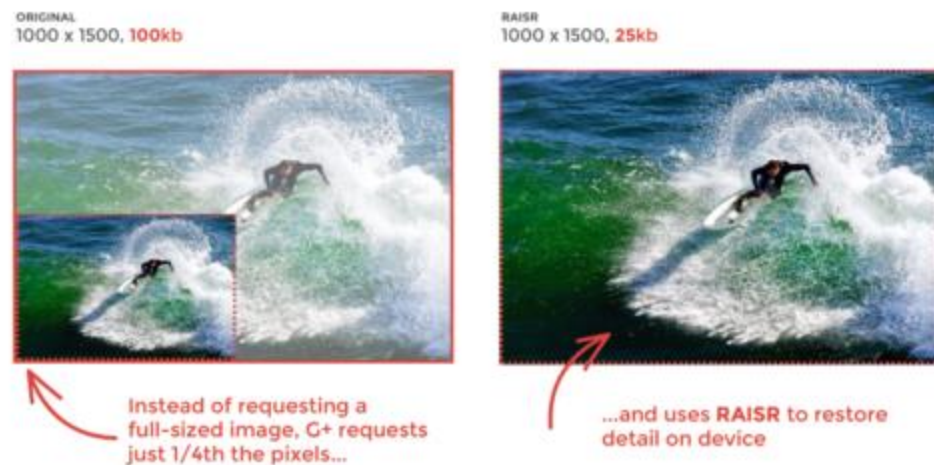 ORIGINAL
1000 x 1500, 100kb
RAISR
1000 x 1500, 25kb
Instead of requesting a
full-sized image, G+ requests
just 1/4th the pixels...
...and uses RAISR to restore
detail on device